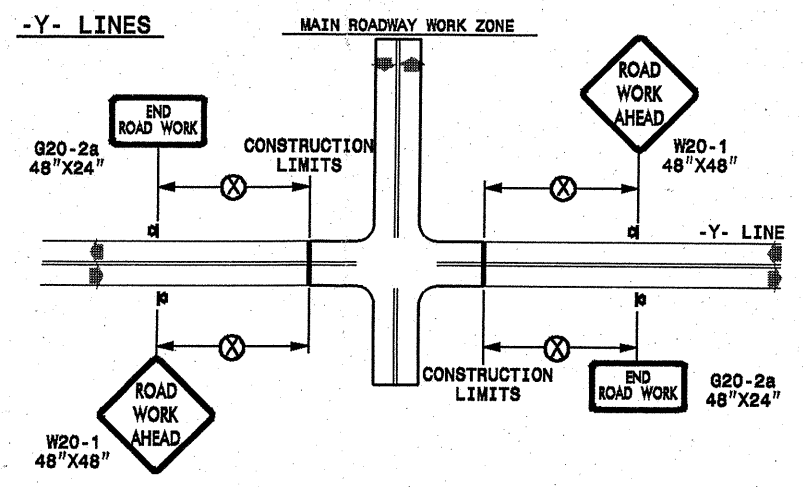 -Y- LINES
MAIN ROADWAY WORK ZONE
END
ROAD WORK
G20-2a
48"X24"
CONSTRUCTION
LIMITS
X
X
ROAD
WORK
AHEAD
W20-1
48"X48"
-Y- LINE
X
X
CONSTRUCTION
LIMITS
ROAD
WORK
AHEAD
W20-1
48"X48"
END
ROAD WORK
G20-2a
48"X24"